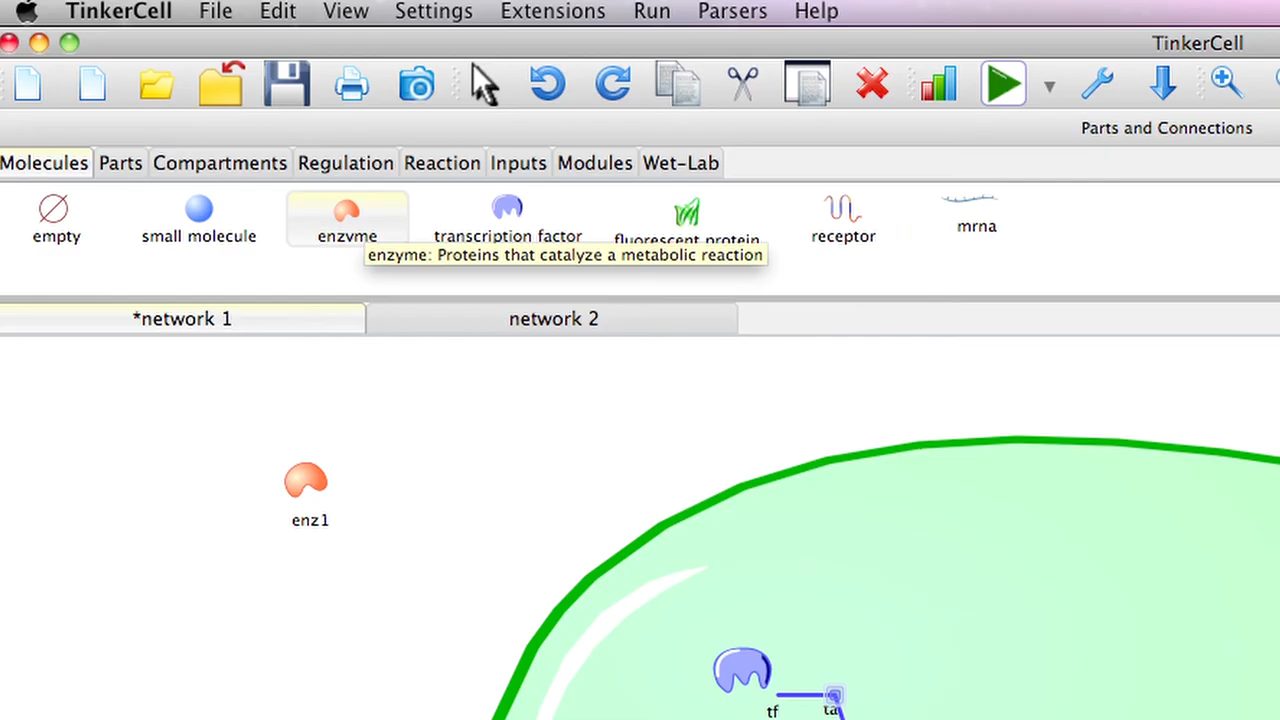 TinkerCell File Edit View Settings Extensions Run Parsers Help
TinkerCell
Parts and Connections
Molecules Parts Compartments Regulation Reaction Inputs Modules Wet-Lab
empty small molecule enzyme transcription factor fluorescent protein receptor mrna
enzyme: Proteins that catalyze a metabolic reaction
*network 1 network 2
enz1
tf ta